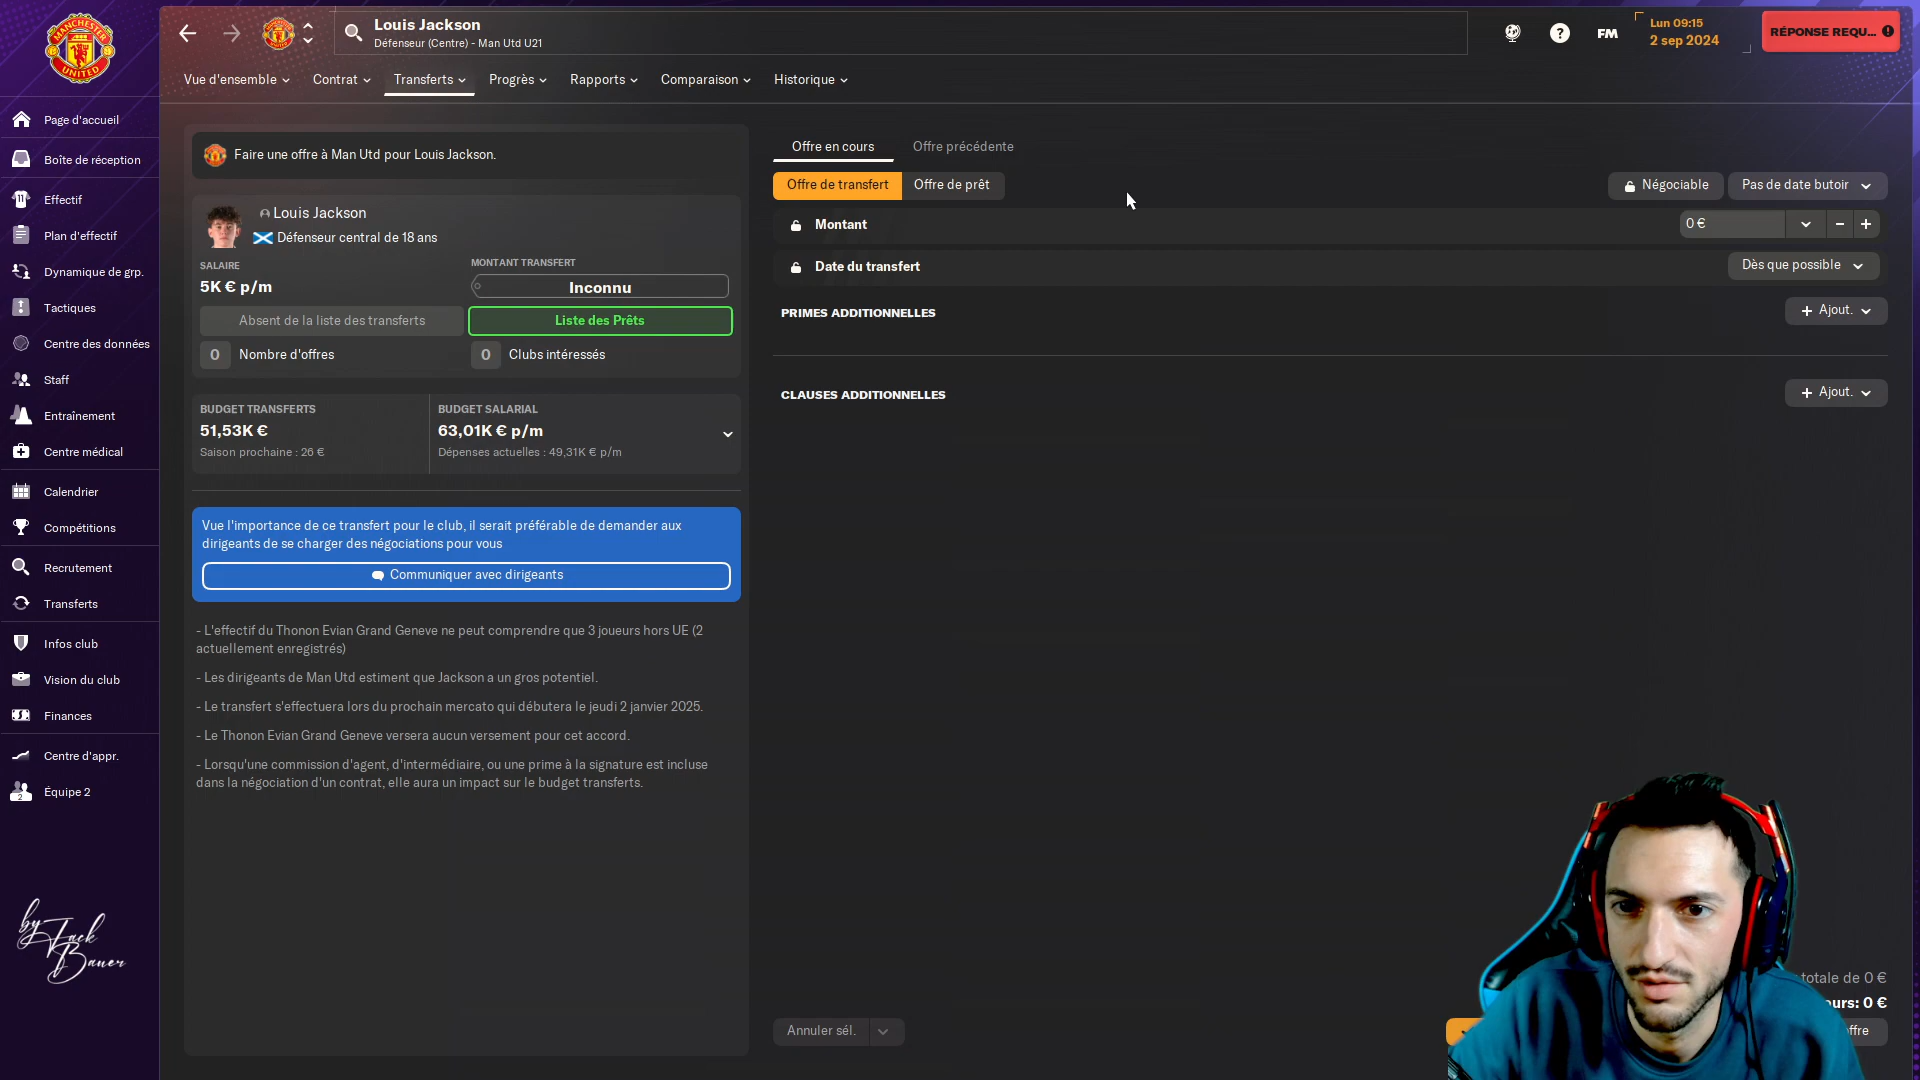 Louis Jackson
Défenseur (Centre) - Man Utd U21
FM
Lun 09:15
2 sep 2024
RÉPONSE REQU...
MANCHESTER
UNITED
Vue d'ensemble
Contrat
Transferts
Progrès
Rapports
Comparaison
Historique
Page d'accueil
Boîte de réception
Effectif
Plan d'effectif
Dynamique de grp.
Tactiques
Centre des données
Staff
Entraînement
Centre médical
Calendrier
Compétitions
Recrutement
Transferts
Infos club
Vision du club
Finances
Centre d'appr.
Équipe 2
by Jack
Bauer
Faire une offre à Man Utd pour Louis Jackson.
Louis Jackson
Défenseur central de 18 ans
SALAIRE
5K € p/m
MONTANT TRANSFERT
Inconnu
Absent de la liste des transferts
Liste des Prêts
0 Nombre d'offres
0 Clubs intéressés
BUDGET TRANSFERTS
51,53K €
Saison prochaine : 26 €
BUDGET SALARIAL
63,01K € p/m
Dépenses actuelles : 49,31K € p/m
Vue l'importance de ce transfert pour le club, il serait préférable de demander aux
dirigeants de se charger des négociations pour vous
Communiquer avec dirigeants
- L'effectif du Thonon Evian Grand Geneve ne peut comprendre que 3 joueurs hors UE (2
actuellement enregistrés)
- Les dirigeants de Man Utd estiment que Jackson a un gros potentiel.
- Le transfert s'effectuera lors du prochain mercato qui débutera le jeudi 2 janvier 2025.
- Le Thonon Evian Grand Geneve versera aucun versement pour cet accord.
- Lorsqu'une commission d'agent, d'intermédiaire, ou une prime à la signature est incluse
dans la négociation d'un contrat, elle aura un impact sur le budget transferts.
Offre en cours
Offre précédente
Offre de transfert
Offre de prêt
Négociable
Pas de date butoir
Montant
0 €
Date du transfert
Dès que possible
PRIMES ADDITIONNELLES
+ Ajout.
CLAUSES ADDITIONNELLES
+ Ajout.
totale de 0 €
ours: 0 €
Annuler sél.
ffre